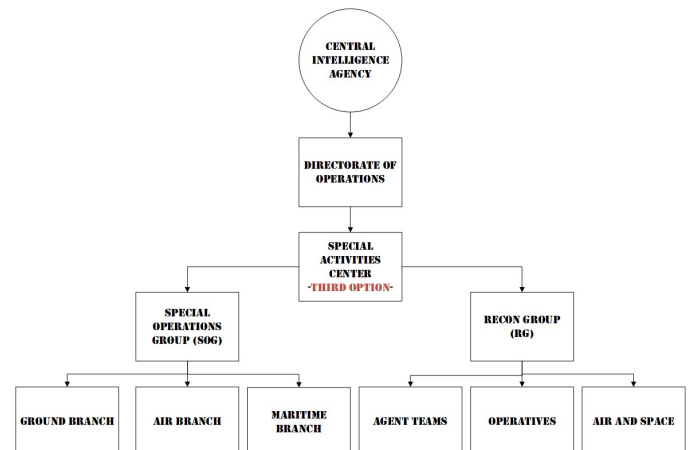 CENTRAL
INTELLIGENCE
AGENCY
DIRECTORATE OF
OPERATIONS
SPECIAL
ACTIVITIES
CENTER
-THIRD OPTION-
SPECIAL
OPERATIONS
GROUP (SOG)
RECON GROUP
(RG)
GROUND BRANCH
AIR BRANCH
MARITIME
BRANCH
AGENT TEAMS
OPERATIVES
AIR AND SPACE